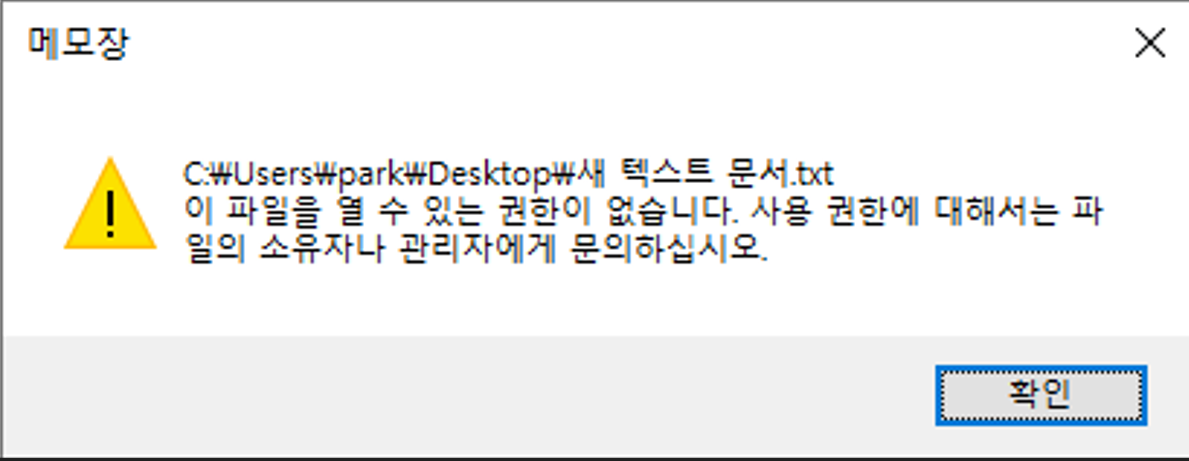 메모장
C:₩Users₩park₩Desktop₩새 텍스트 문서.txt
이 파일을 열 수 있는 권한이 없습니다. 사용 권한에 대해서는 파
일의 소유자나 관리자에게 문의하십시오.
확인